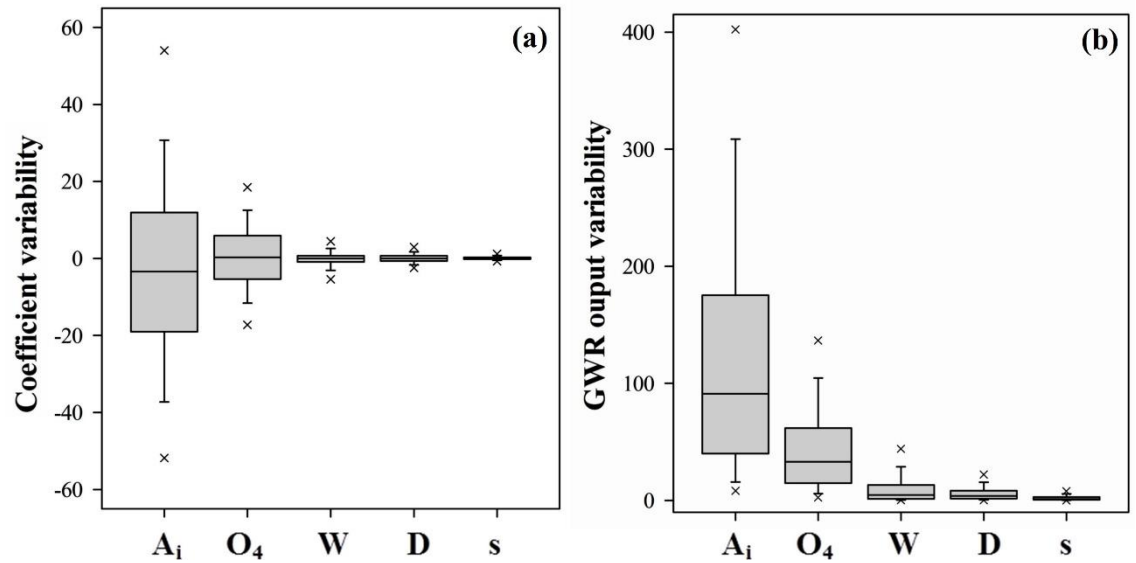 (a)
Coefficient variability
60
40
20
0
-20
-40
-60
Aᵢ O₄ W D s
(b)
GWR ouput variability
400
300
200
100
0
Aᵢ O₄ W D s